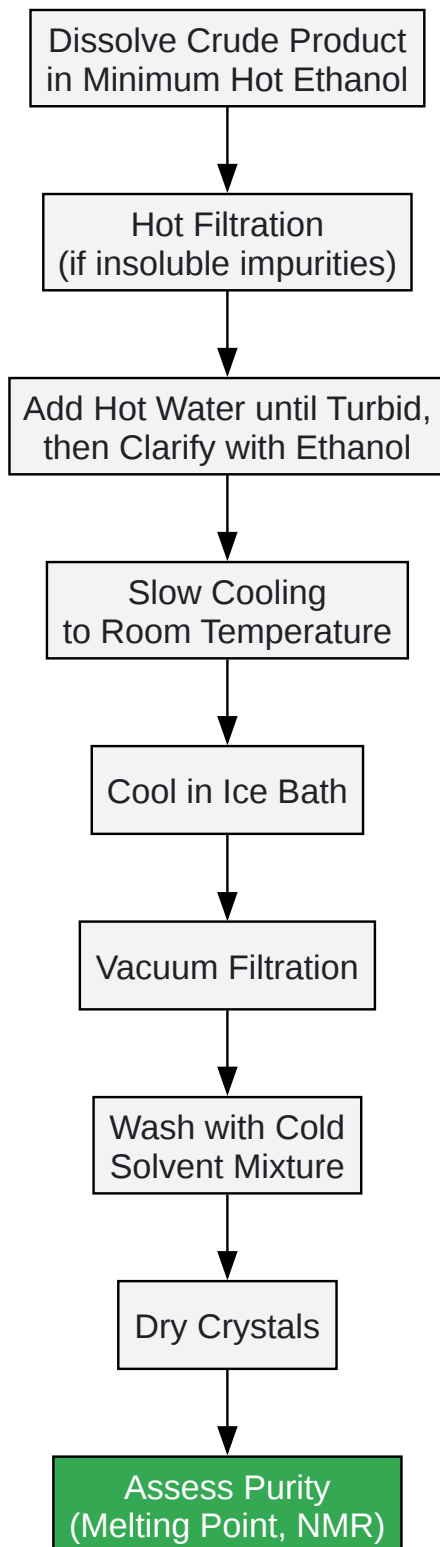 Dissolve Crude Product
in Minimum Hot Ethanol
Hot Filtration
(if insoluble impurities)
Add Hot Water until Turbid,
then Clarify with Ethanol
Slow Cooling
to Room Temperature
Cool in Ice Bath
Vacuum Filtration
Wash with Cold
Solvent Mixture
Dry Crystals
Assess Purity
(Melting Point, NMR)